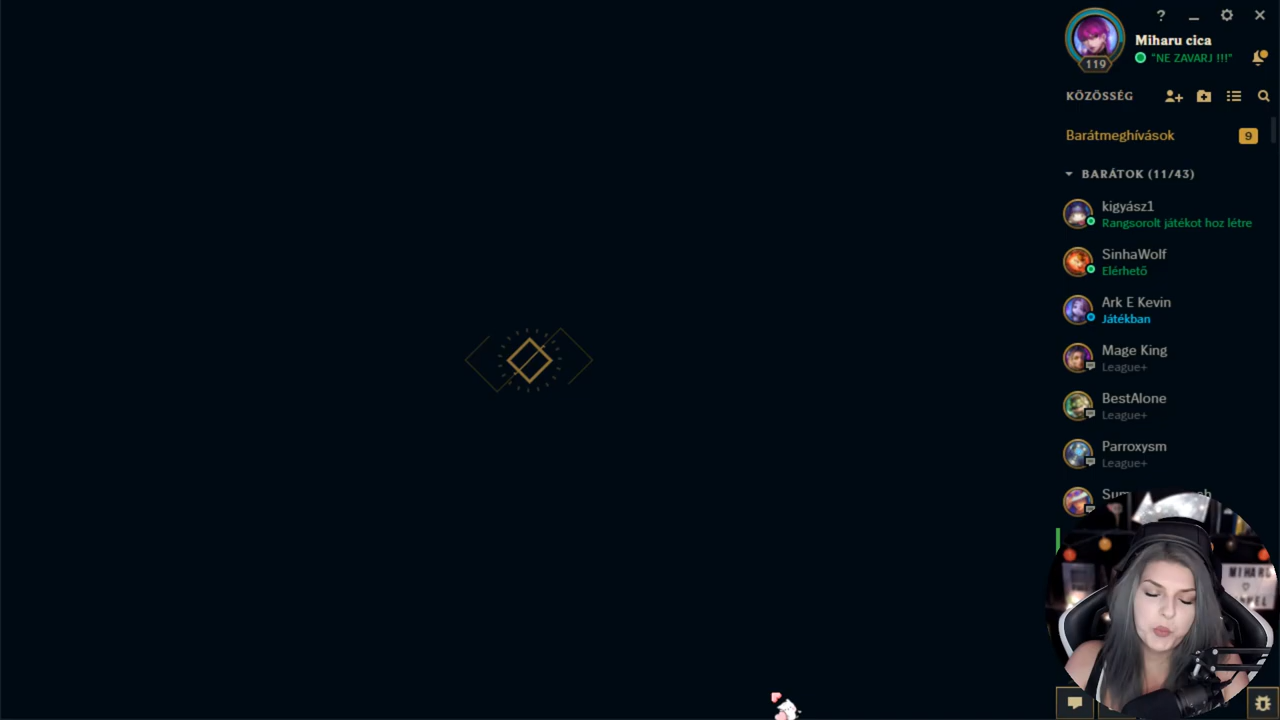 ?
Miharu cica
119
"NE ZAVARJ !!!"
KÖZÖSSÉG
Barátmeghívások
9
BARÁTOK (11/43)
kigyász1
Rangsorolt játékot hoz létre
SinhaWolf
Elérhető
Ark E Kevin
Játékban
Mage King
League+
BestAlone
League+
Parroxysm
League+
MIHARU